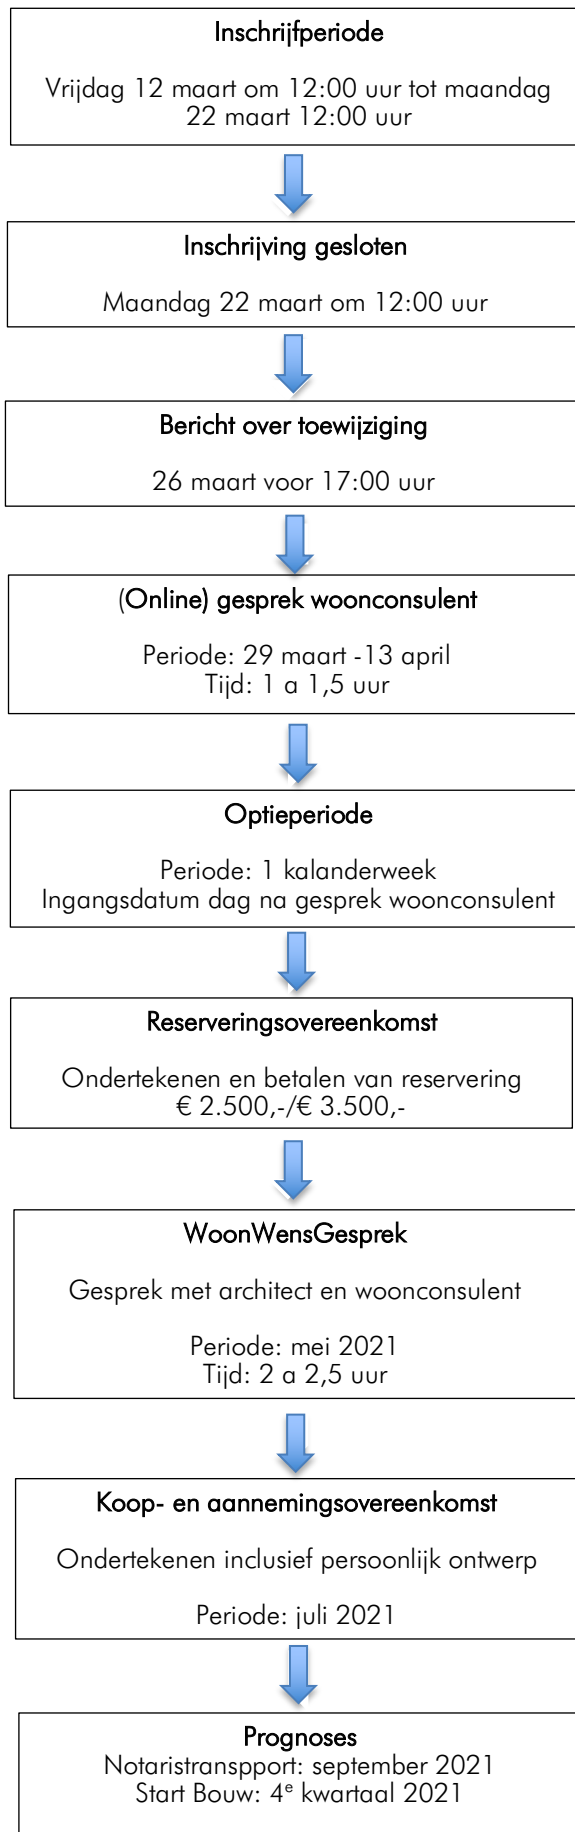 Inschrijfperiode
Vrijdag 12 maart om 12:00 uur tot maandag
22 maart 12:00 uur
Inschrijving gesloten
Maandag 22 maart om 12:00 uur
Bericht over toewijziging
26 maart voor 17:00 uur
(Online) gesprek woonconsulent
Periode: 29 maart -13 april
Tijd: 1 a 1,5 uur
Optieperiode
Periode: 1 kalanderweek
Ingangsdatum dag na gesprek woonconsulent
Reserveringsovereenkomst
Ondertekenen en betalen van reservering
€ 2.500,-/€ 3.500,-
WoonWensGesprek
Gesprek met architect en woonconsulent
Periode: mei 2021
Tijd: 2 a 2,5 uur
Koop- en aannemingsovereenkomst
Ondertekenen inclusief persoonlijk ontwerp
Periode: juli 2021
Prognoses
Notaristranspport: september 2021
Start Bouw: 4e kwartaal 2021